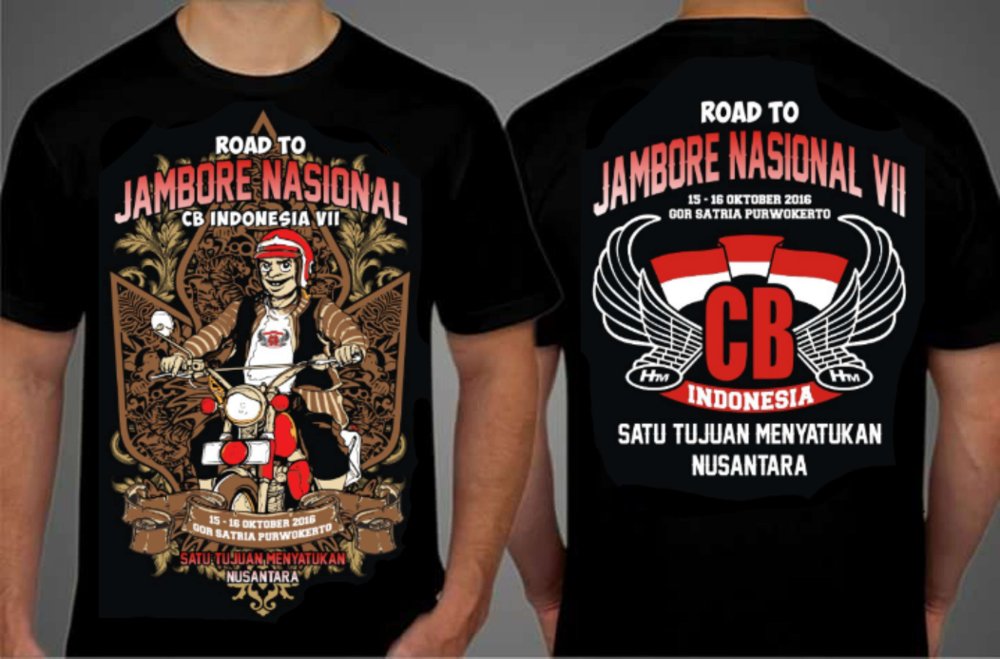 ROAD TO
JAMBORE NASIONAL
CB INDONESIA VII
15 - 16 OKTOBER 2016
GOR SATRIA PURWOKERTO
SATU TUJUAN MENYATUKAN
NUSANTARA
ROAD TO
JAMBORE NASIONAL VII
15 - 16 OKTOBER 2016
GOR SATRIA PURWOKERTO
CB
HM HM
INDONESIA
SATU TUJUAN MENYATUKAN
NUSANTARA